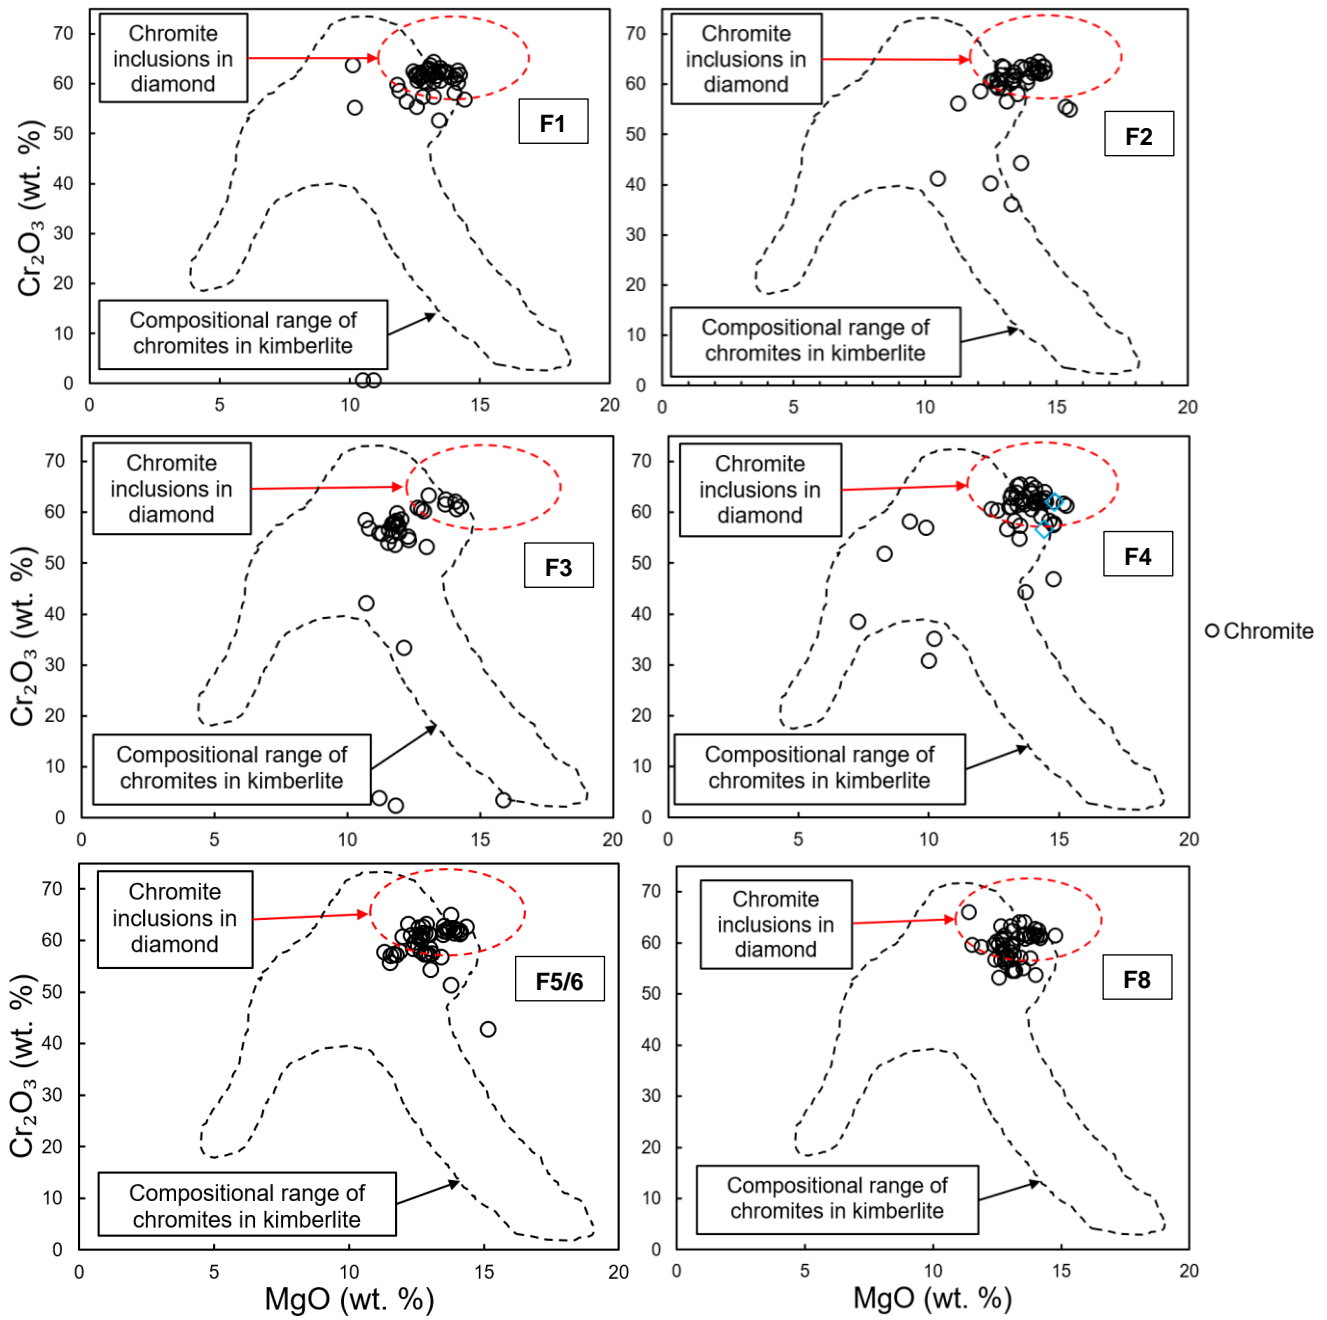 70
60
50
40
30
20
10
0
0
5
10
15
20
Cr₂O₃ (wt. %)
Chromite
inclusions in
diamond
F1
Compositional range of
chromites in kimberlite
70
60
50
40
30
20
10
0
0
5
10
15
20
Chromite
inclusions in
diamond
F2
Compositional range of
chromites in kimberlite
70
60
50
40
30
20
10
0
0
5
10
15
20
Cr₂O₃ (wt. %)
Chromite
inclusions in
diamond
F3
Compositional range of
chromites in kimberlite
70
60
50
40
30
20
10
0
0
5
10
15
20
Chromite
inclusions in
diamond
F4
Compositional range of
chromites in kimberlite
Chromite
70
60
50
40
30
20
10
0
0
5
10
15
20
Cr₂O₃ (wt. %)
MgO (wt. %)
Chromite
inclusions in
diamond
F5/6
Compositional range of
chromites in kimberlite
70
60
50
40
30
20
10
0
0
5
10
15
20
MgO (wt. %)
Chromite
inclusions in
diamond
F8
Compositional range of
chromites in kimberlite